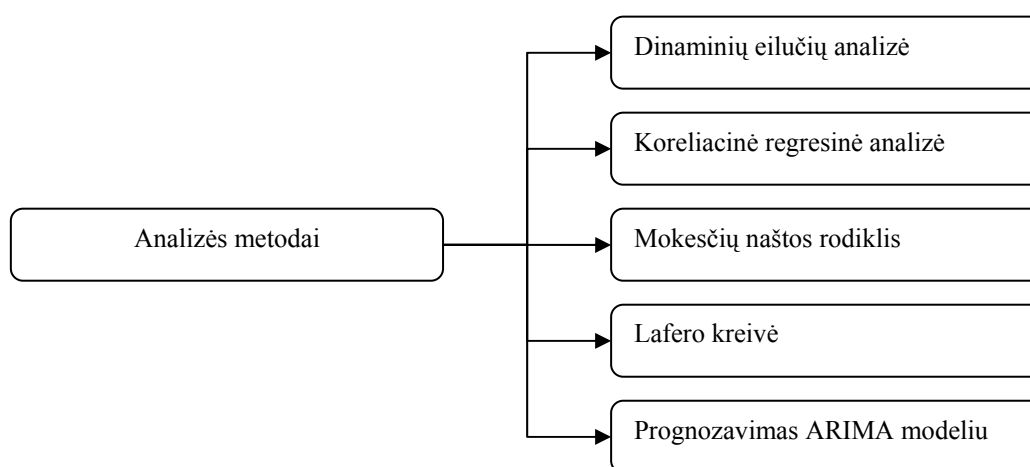 Dinaminių eilučių analizė
Koreliacinė regresinė analizė
Analizės metodai
Mokesčių naštos rodiklis
Lafero kreivė
Prognozavimas ARIMA modeliu